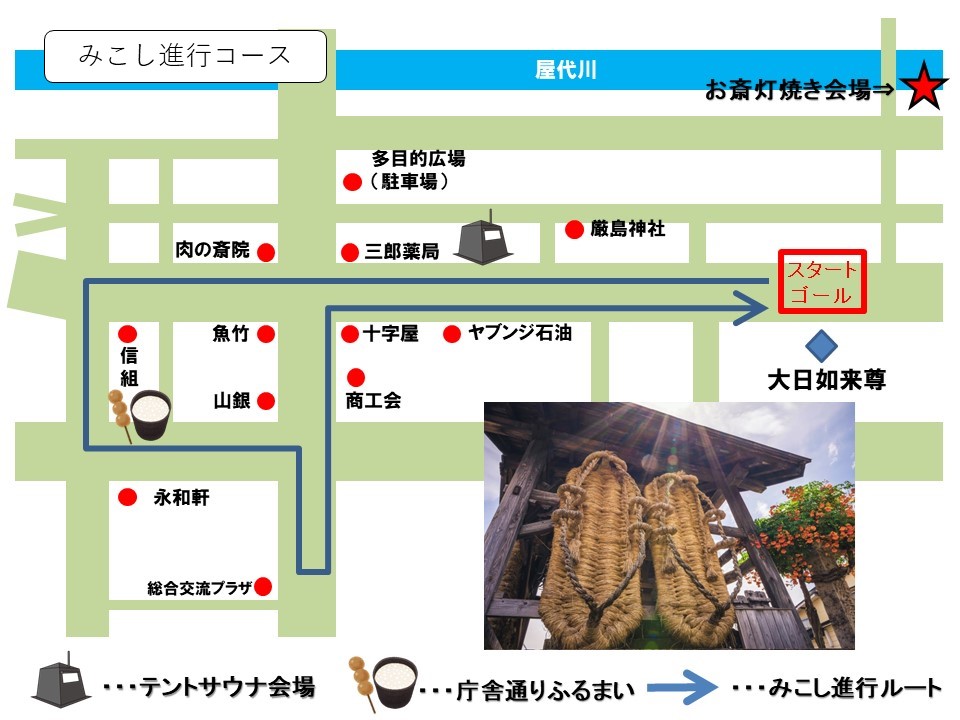 みこし進行コース
屋代川
お斎灯焼き会場⇒
多目的広場
（駐車場）
厳島神社
肉の斎院
三郎薬局
スタート
ゴール
信
組
魚竹
十字屋
ヤブンジ石油
大日如来尊
山銀
商工会
永和軒
総合交流プラザ
・・・テントサウナ会場
・・・庁舎通りふるまい
・・・みこし進行ルート